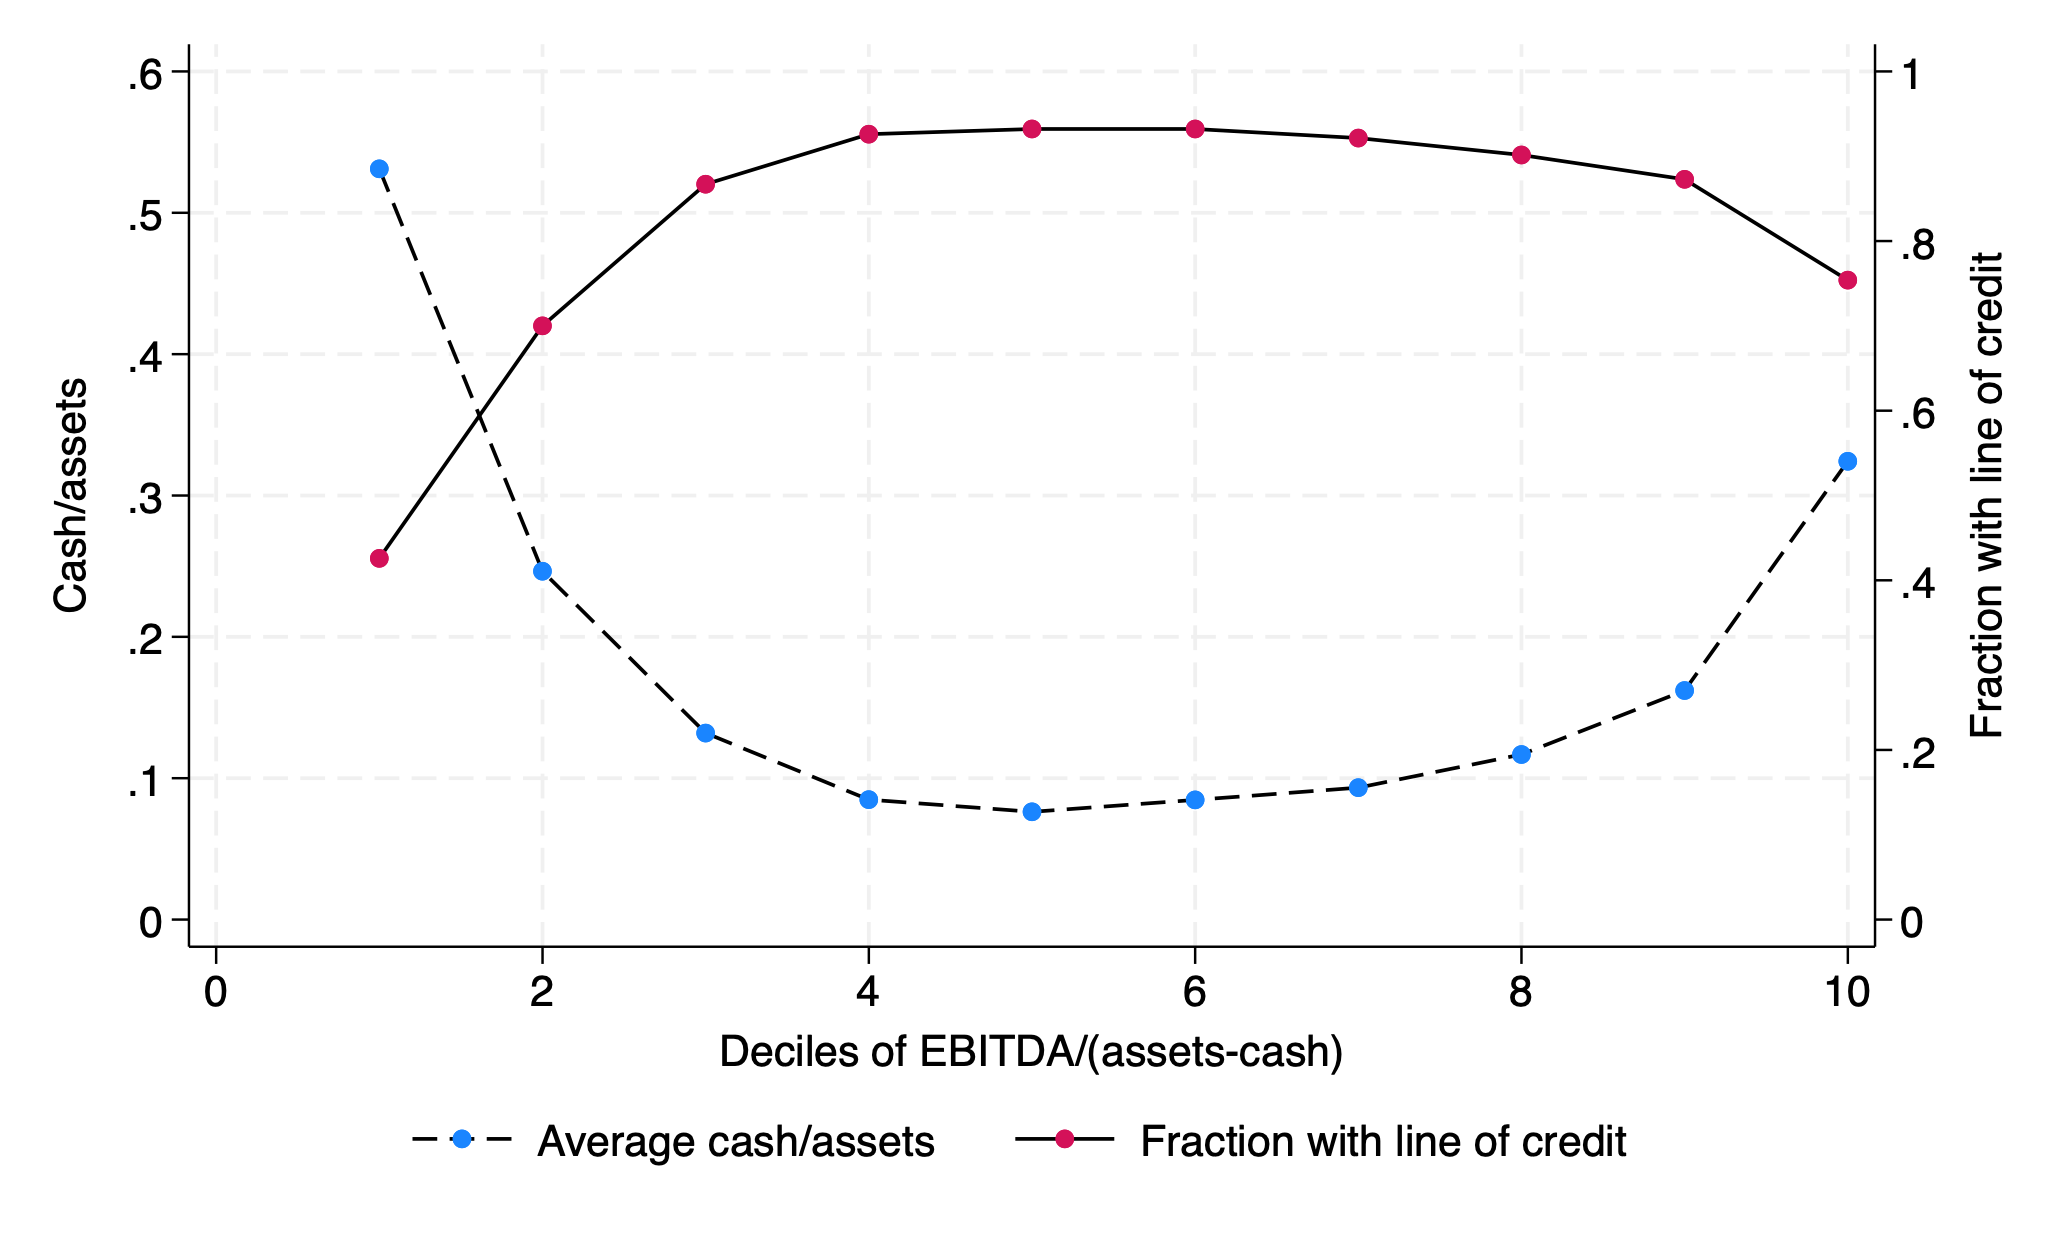 Cash/assets
.6
.5
.4
.3
.2
.1
0
1
.8
.6
.4
.2
0
Fraction with line of credit
0 2 4 6 8 10
Deciles of EBITDA/(assets-cash)
Average cash/assets Fraction with line of credit